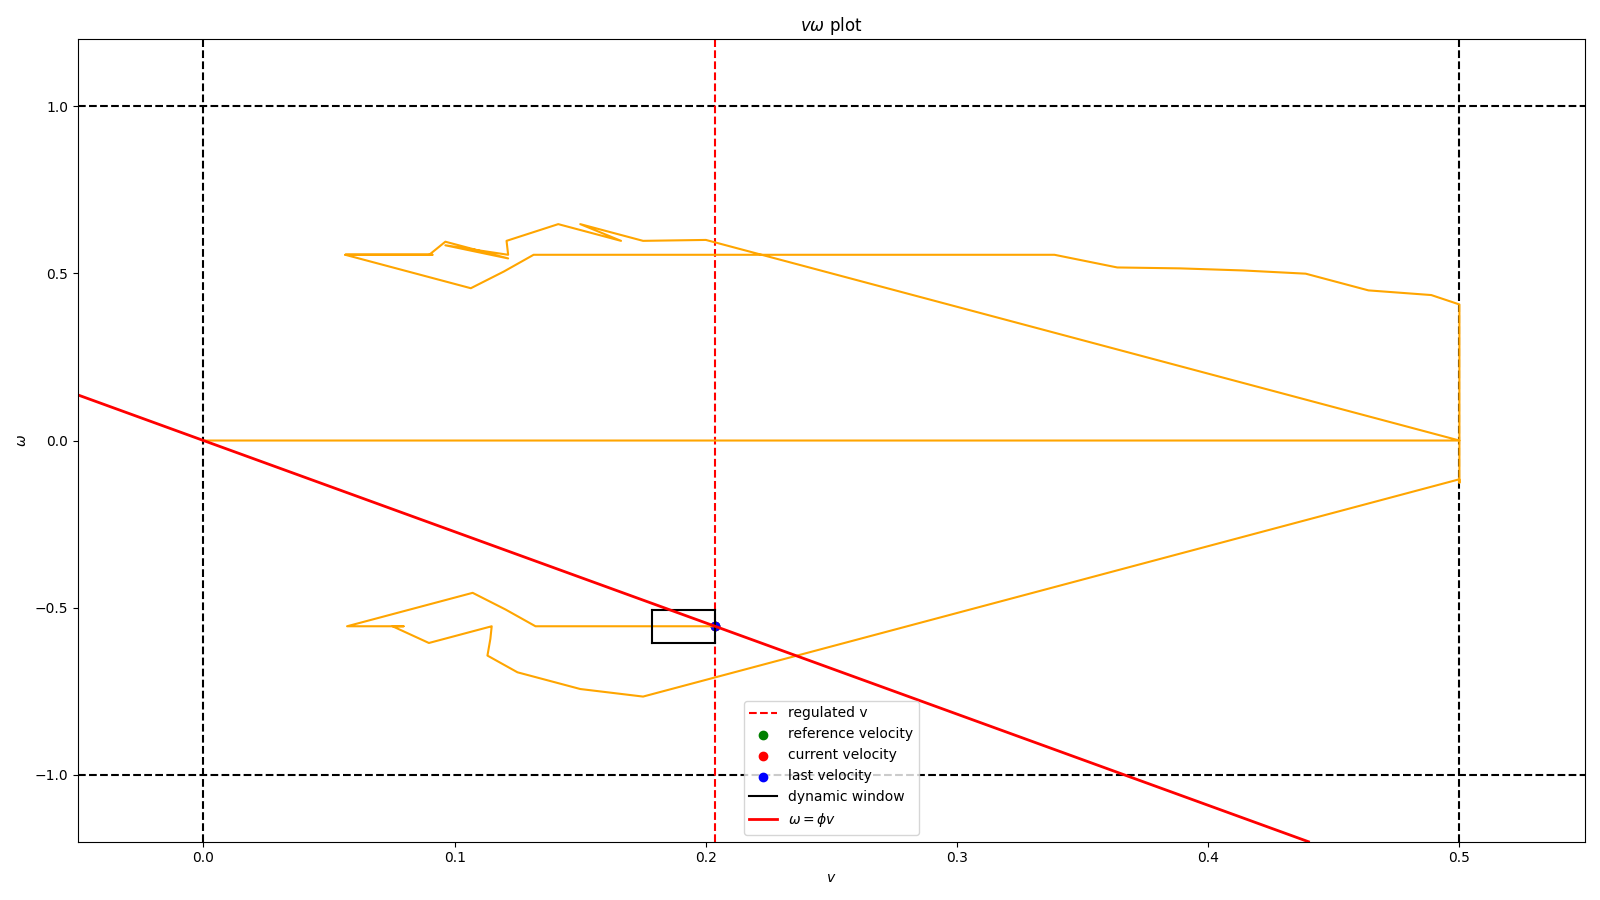 vω plot
1.0
0.5
0.0
−0.5
−1.0
ω
0.0 0.1 0.2 0.3 0.4 0.5
v
regulated v
reference velocity
current velocity
last velocity
dynamic window
ω = ϕv